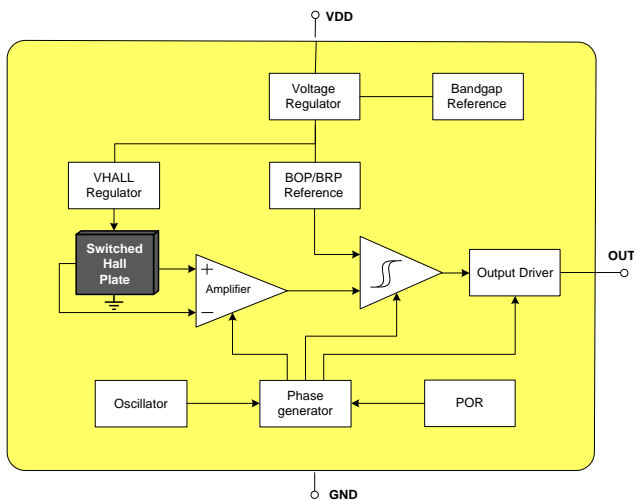 VDD
Voltage
Regulator
Bandgap
Reference
VHALL
Regulator
BOP/BRP
Reference
Switched
Hall
Plate
+
Amplifier
−
Output Driver
OUT
Oscillator
Phase
generator
POR
GND